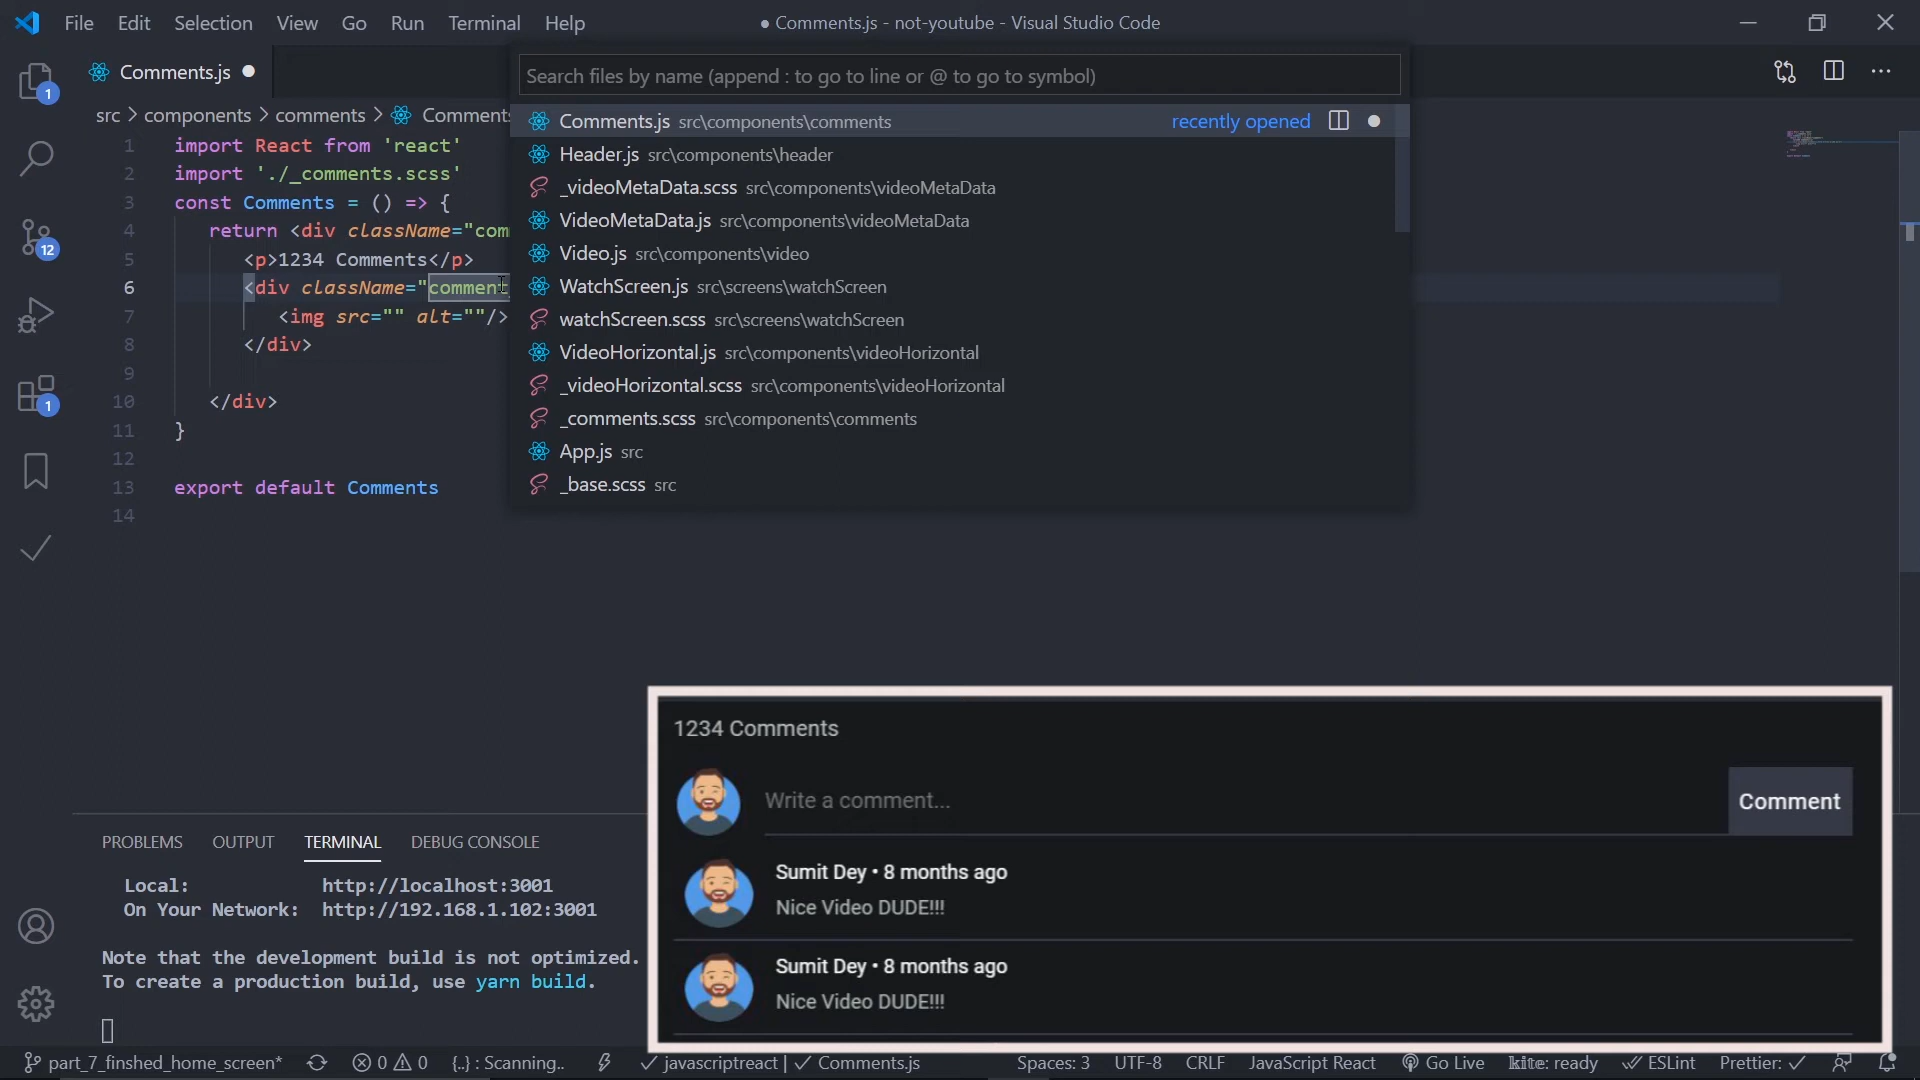 File Edit Selection View Go Run Terminal Help
● Comments.js - not-youtube - Visual Studio Code
Comments.js
Search files by name (append : to go to line or @ to go to symbol)
src > components > comments > Comments
Comments.js src\components\comments recently opened
Header.js src\components\header
_videoMetaData.scss src\components\videoMetaData
VideoMetaData.js src\components\videoMetaData
Video.js src\components\video
WatchScreen.js src\screens\watchScreen
watchScreen.scss src\screens\watchScreen
VideoHorizontal.js src\components\videoHorizontal
_videoHorizontal.scss src\components\videoHorizontal
_comments.scss src\components\comments
App.js src
_base.scss src
1 import React from 'react'
2 import './_comments.scss'
3 const Comments = () => {
4 return <div className="com
5 <p>1234 Comments</p>
6 <div className="comment
7 <img src="" alt=""/>
8 </div>
9
10 </div>
11 }
12
13 export default Comments
14
1
12
1
PROBLEMS OUTPUT TERMINAL DEBUG CONSOLE
Local: http://localhost:3001
On Your Network: http://192.168.1.102:3001
Note that the development build is not optimized.
To create a production build, use yarn build.
1234 Comments
Write a comment...
Comment
Sumit Dey • 8 months ago
Nice Video DUDE!!!
Sumit Dey • 8 months ago
Nice Video DUDE!!!
part_7_finshed_home_screen* 0 0 {..} : Scanning.. javascriptreact | Comments.js Spaces: 3 UTF-8 CRLF JavaScript React Go Live kite: ready ESLint Prettier: ✓